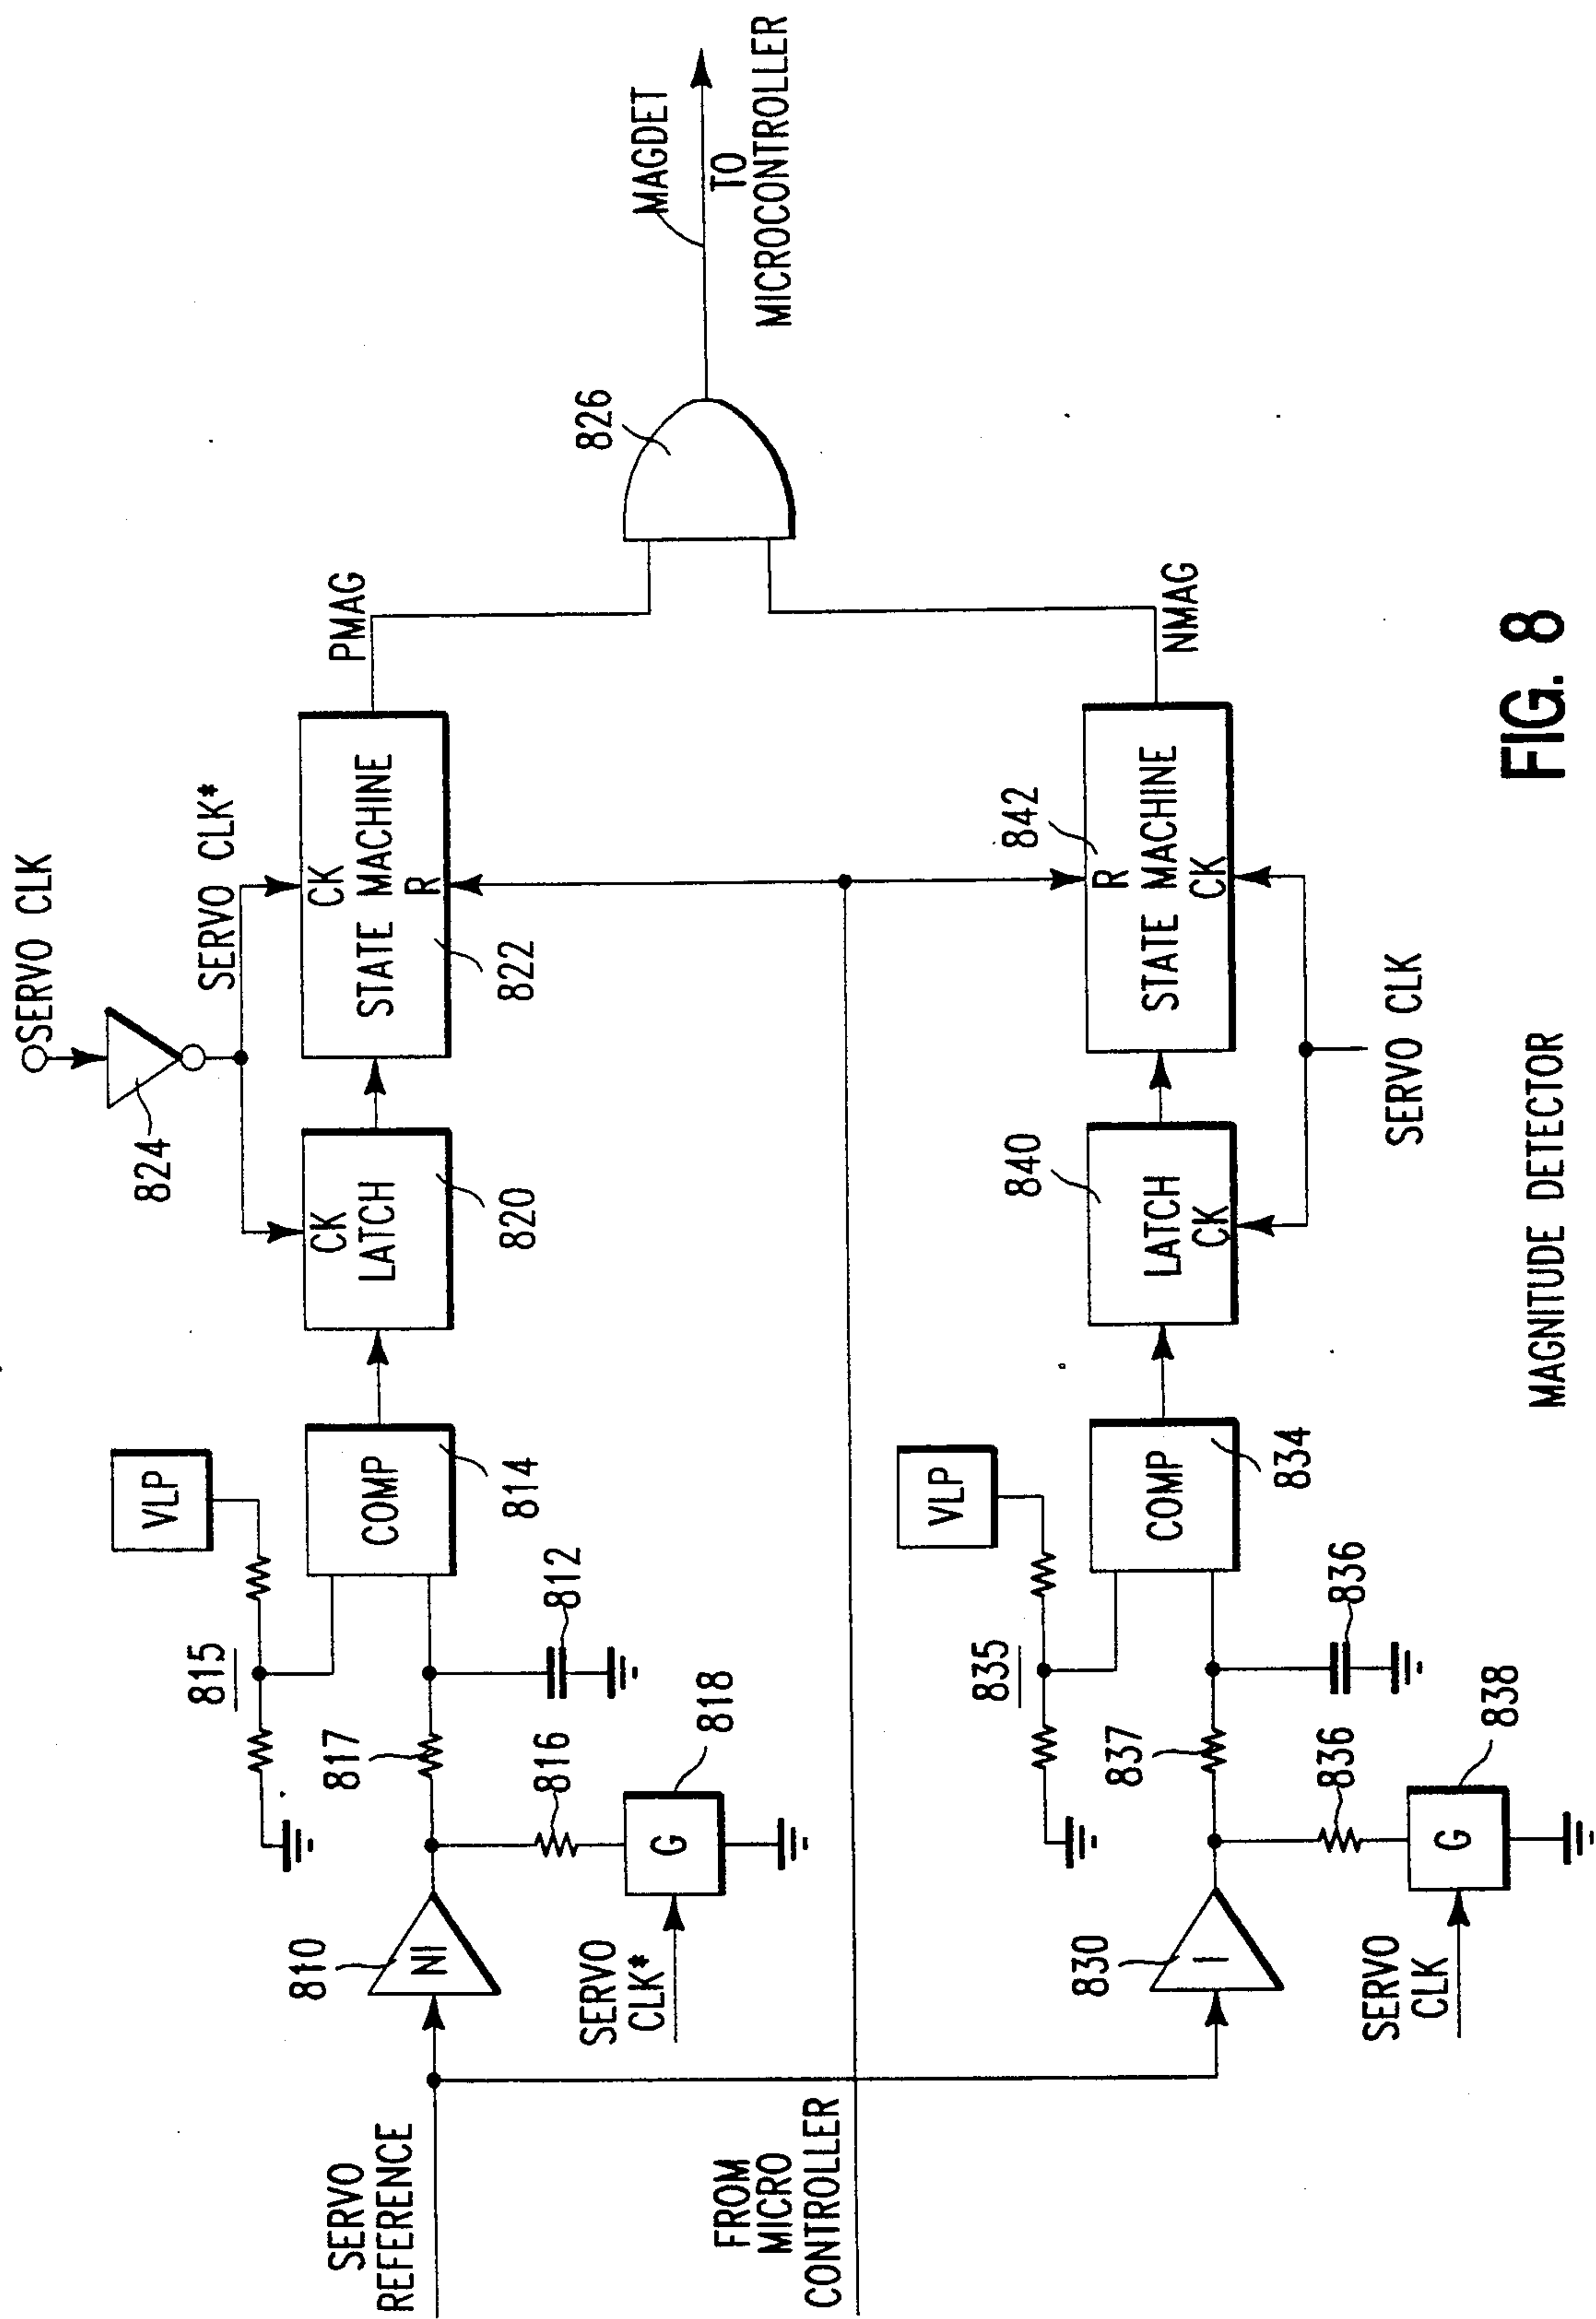 SERVO CLK
824
SERVO CLK*
VLP
815
817
810
NI
SERVO
REFERENCE
816
812
COMP
814
CK
LATCH
820
CK
STATE MACHINE
R
822
PMAG
SERVO
CLK*
G
818
826
MAGDET
TO
MICROCONTROLLER
FROM
MICRO
CONTROLLER
VLP
835
837
830
I
836
836
COMP
834
840
LATCH
CK
842
R
STATE MACHINE
CK
NMAG
SERVO
CLK
G
838
SERVO CLK
MAGNITUDE DETECTOR
FIG. 8